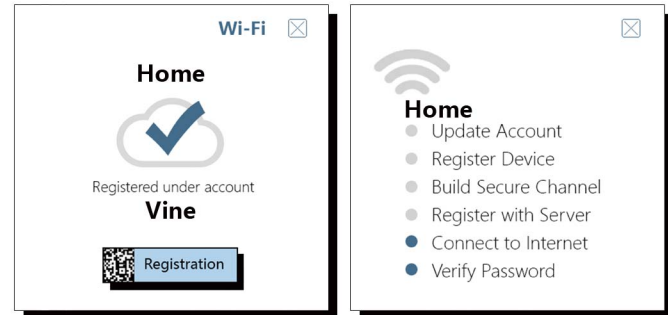 Wi-Fi
Home
Registered under account
Vine
Registration
Home
Update Account
Register Device
Build Secure Channel
Register with Server
Connect to Internet
Verify Password